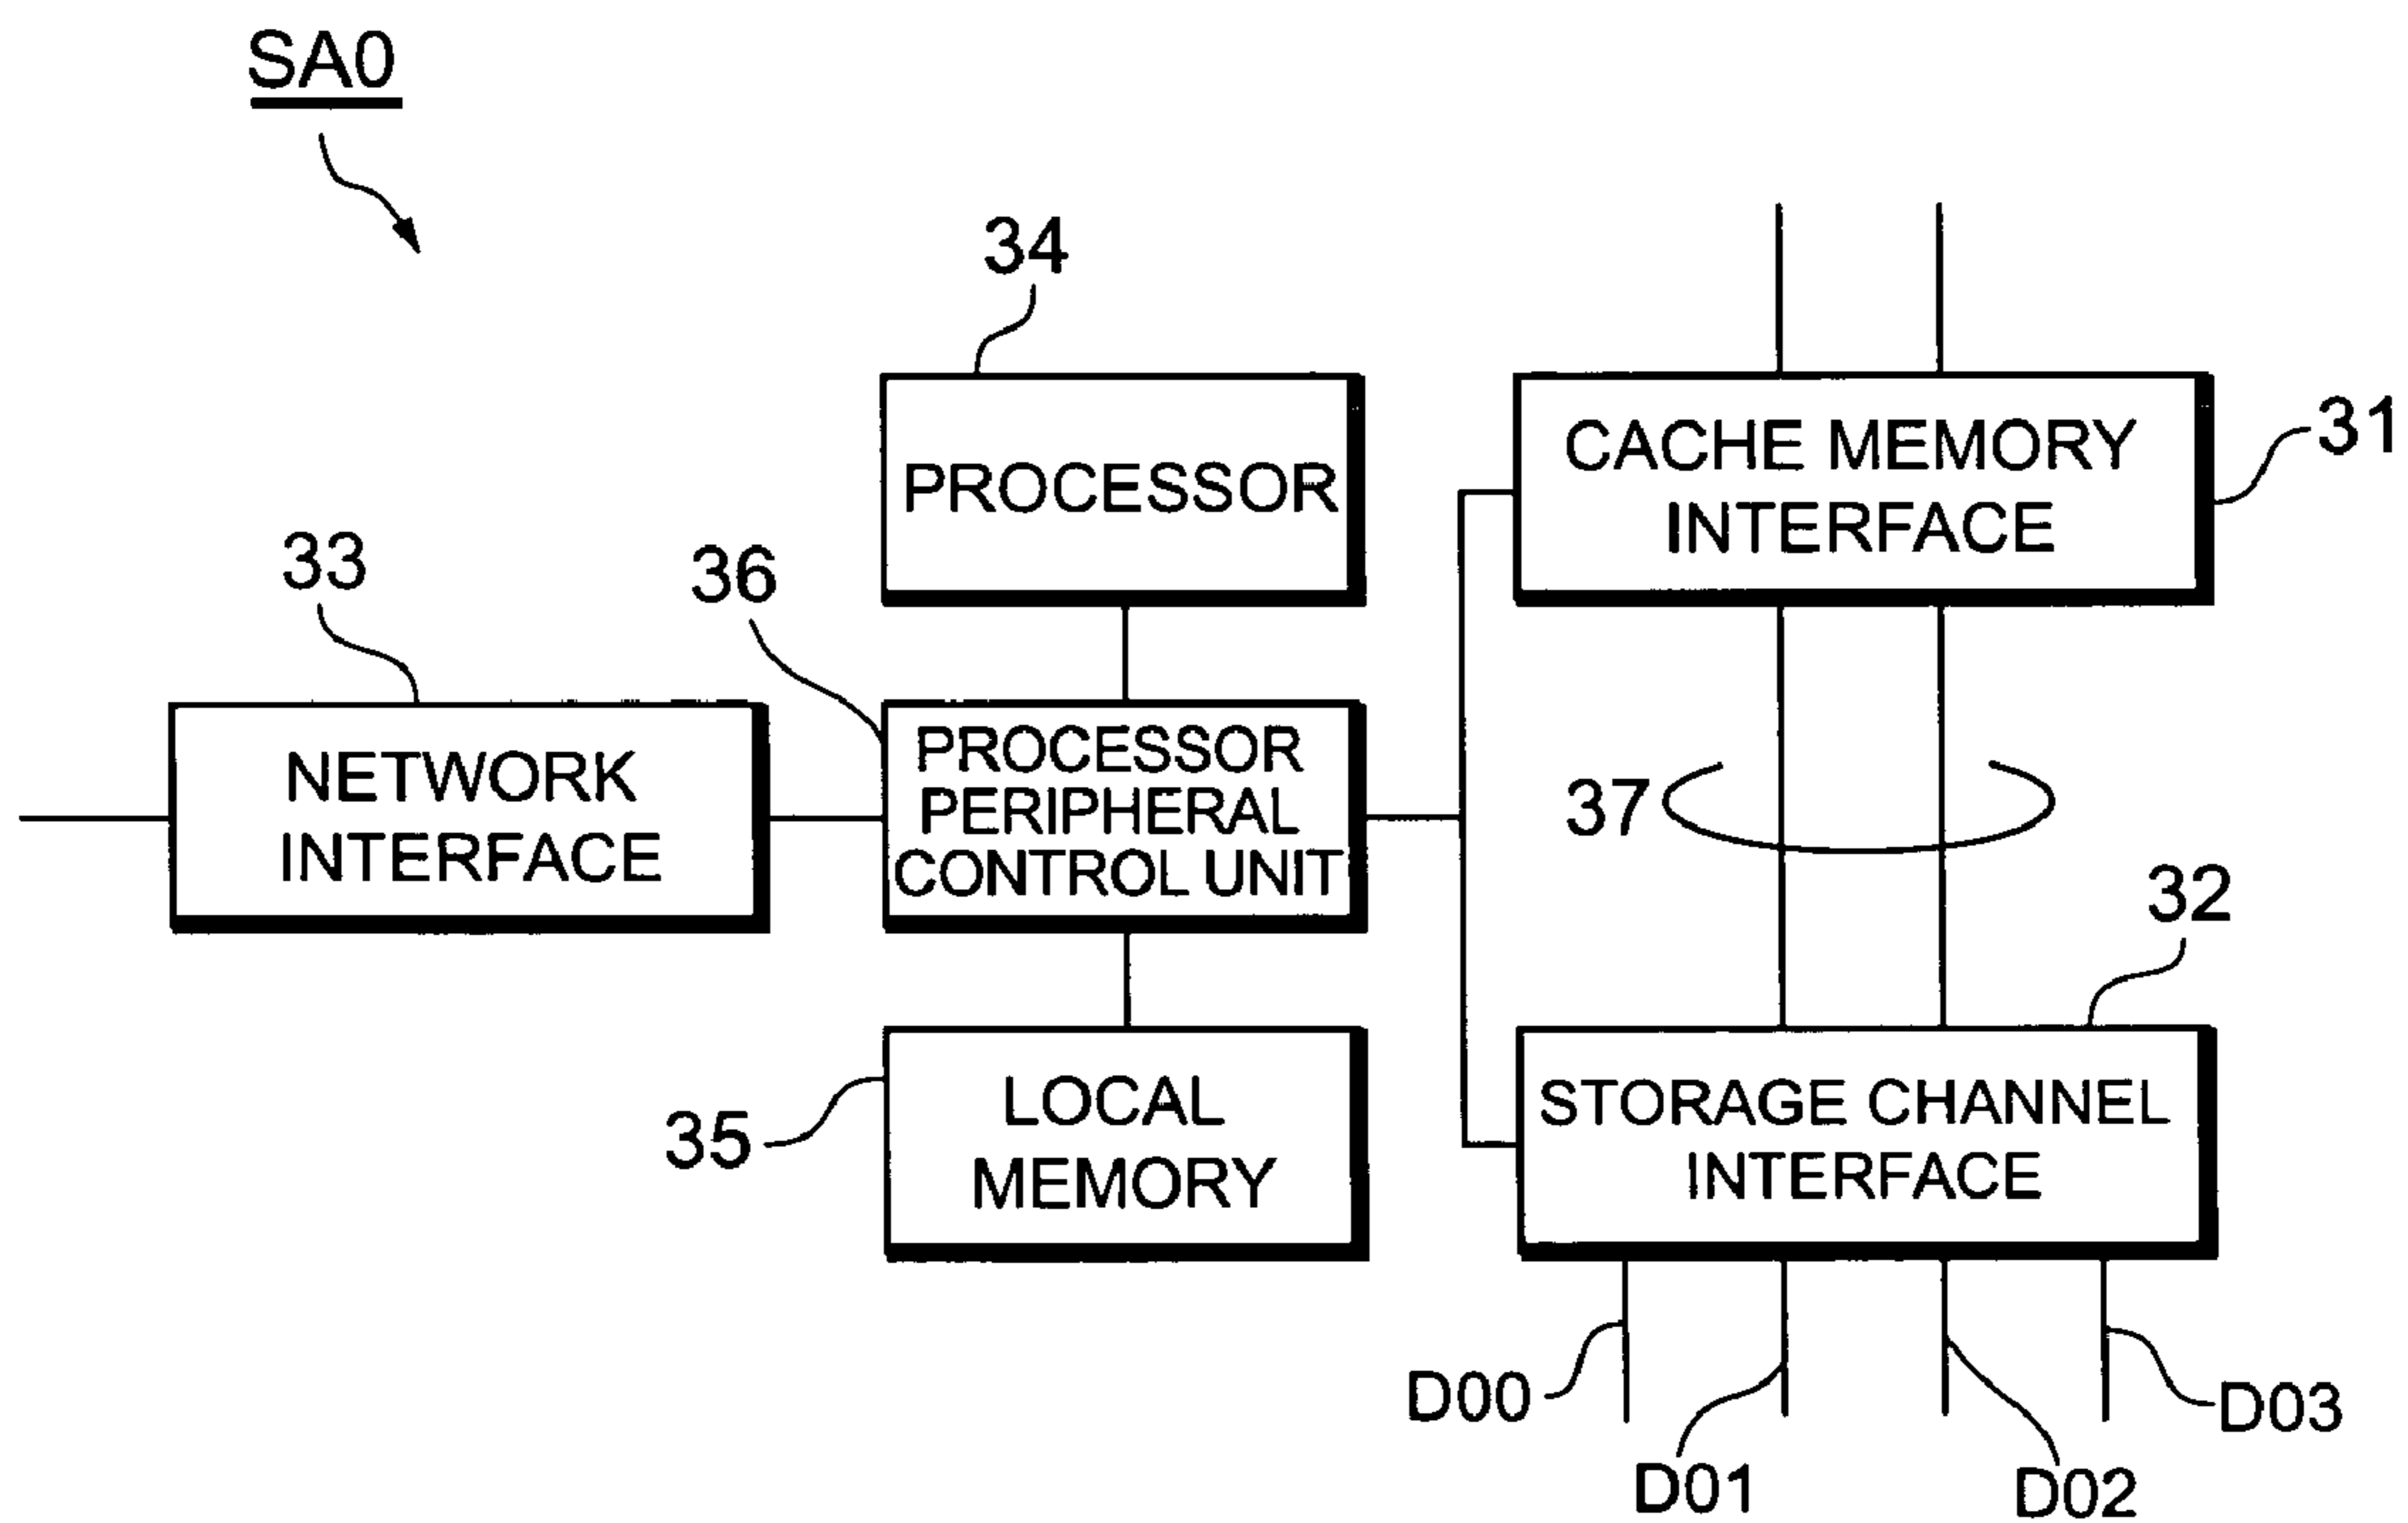 SA0
34
PROCESSOR
CACHE MEMORY
INTERFACE
31
33
36
NETWORK
INTERFACE
PROCESSOR
PERIPHERAL
CONTROL UNIT
37
32
35
LOCAL
MEMORY
STORAGE CHANNEL
INTERFACE
D00
D01
D02
D03